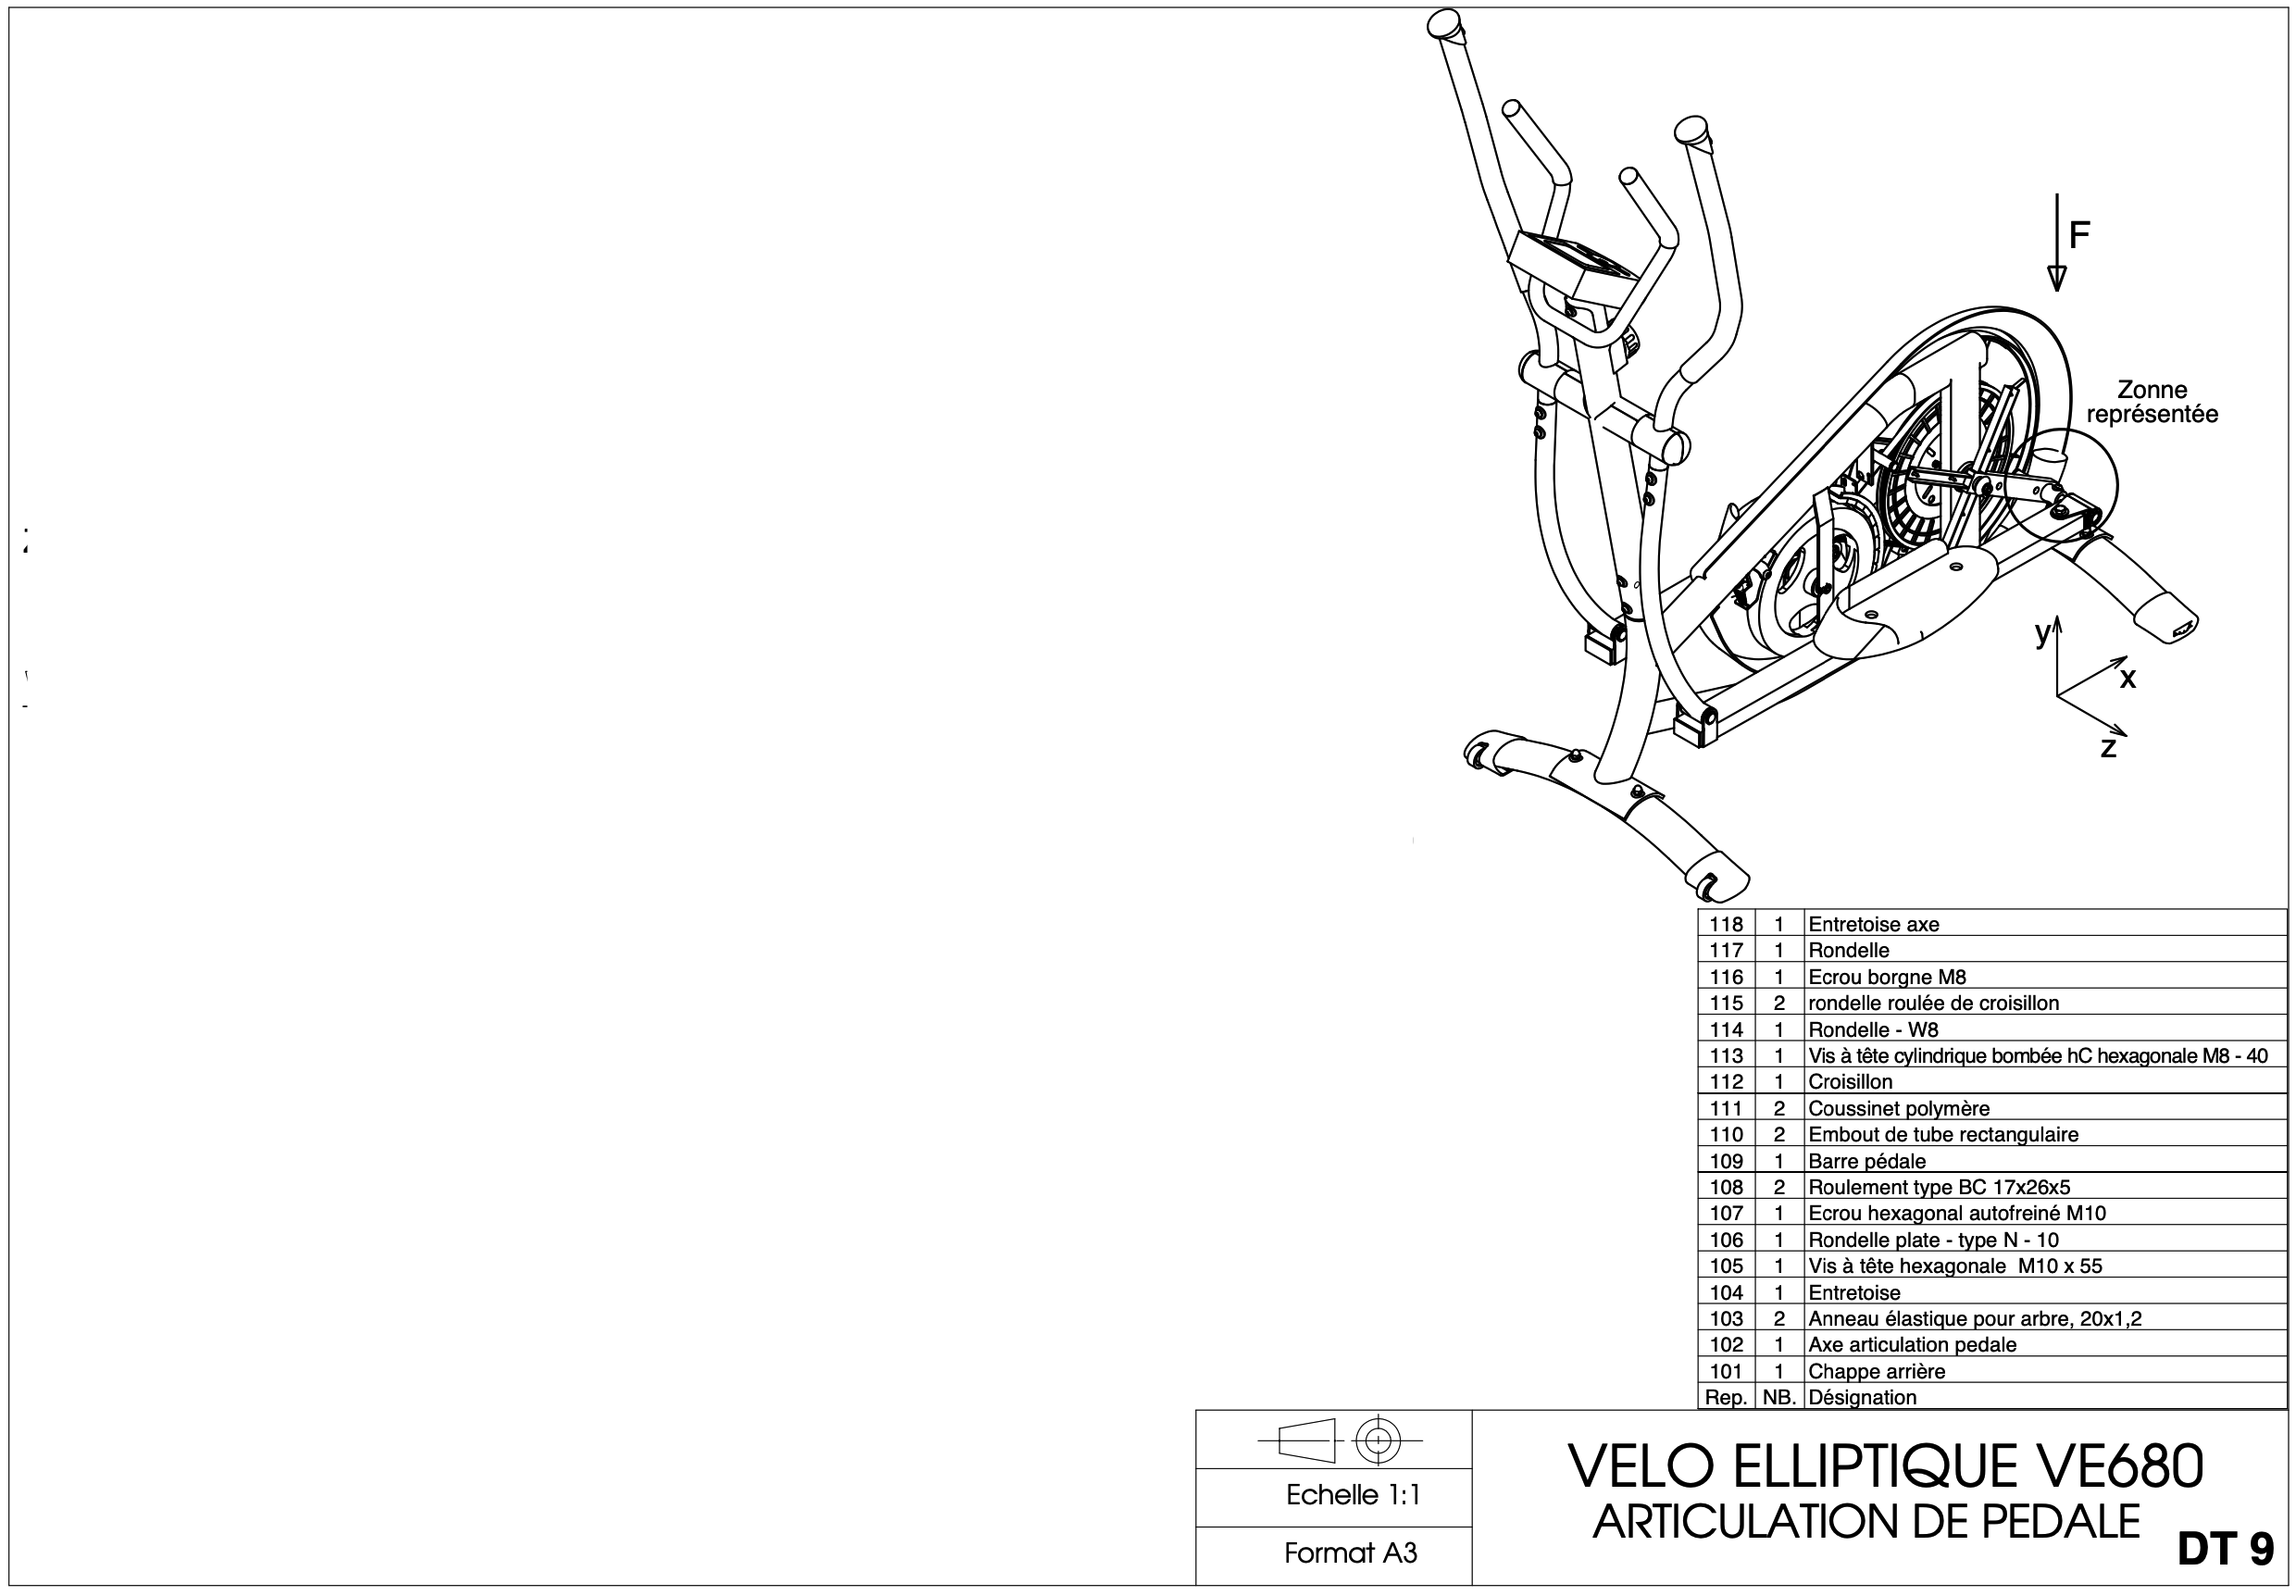 F
Zonne
représentée
y
x
z
118 1 Entretoise axe
117 1 Rondelle
116 1 Ecrou borgne M8
115 2 rondelle roulée de croisillon
114 1 Rondelle - W8
113 1 Vis à tête cylindrique bombée hC hexagonale M8 - 40
112 1 Croisillon
111 2 Coussinet polymère
110 2 Embout de tube rectangulaire
109 1 Barre pédale
108 2 Roulement type BC 17x26x5
107 1 Ecrou hexagonal autofreiné M10
106 1 Rondelle plate - type N - 10
105 1 Vis à tête hexagonale M10 x 55
104 1 Entretoise
103 2 Anneau élastique pour arbre, 20x1,2
102 1 Axe articulation pedale
101 1 Chappe arrière
Rep. NB. Désignation
Echelle 1:1
Format A3
VELO ELLIPTIQUE VE680
ARTICULATION DE PEDALE
DT 9